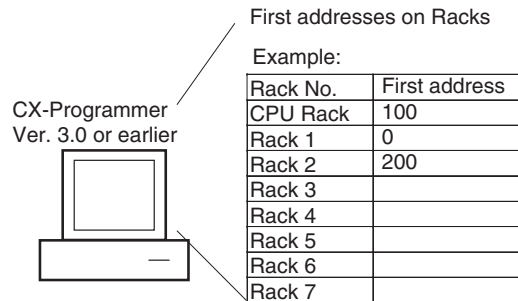 First addresses on Racks
Example:
Rack No. First address
CPU Rack 100
Rack 1 0
Rack 2 200
Rack 3
Rack 4
Rack 5
Rack 6
Rack 7
CX-Programmer
Ver. 3.0 or earlier